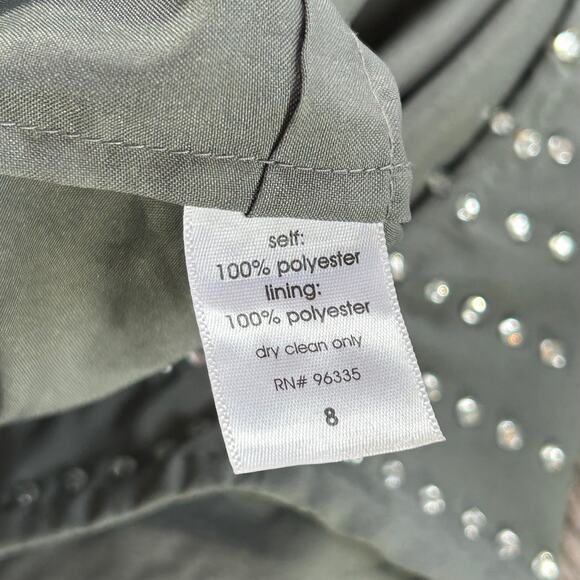 self:
100% polyester
lining:
100% polyester
dry clean only
RN# 96335
8